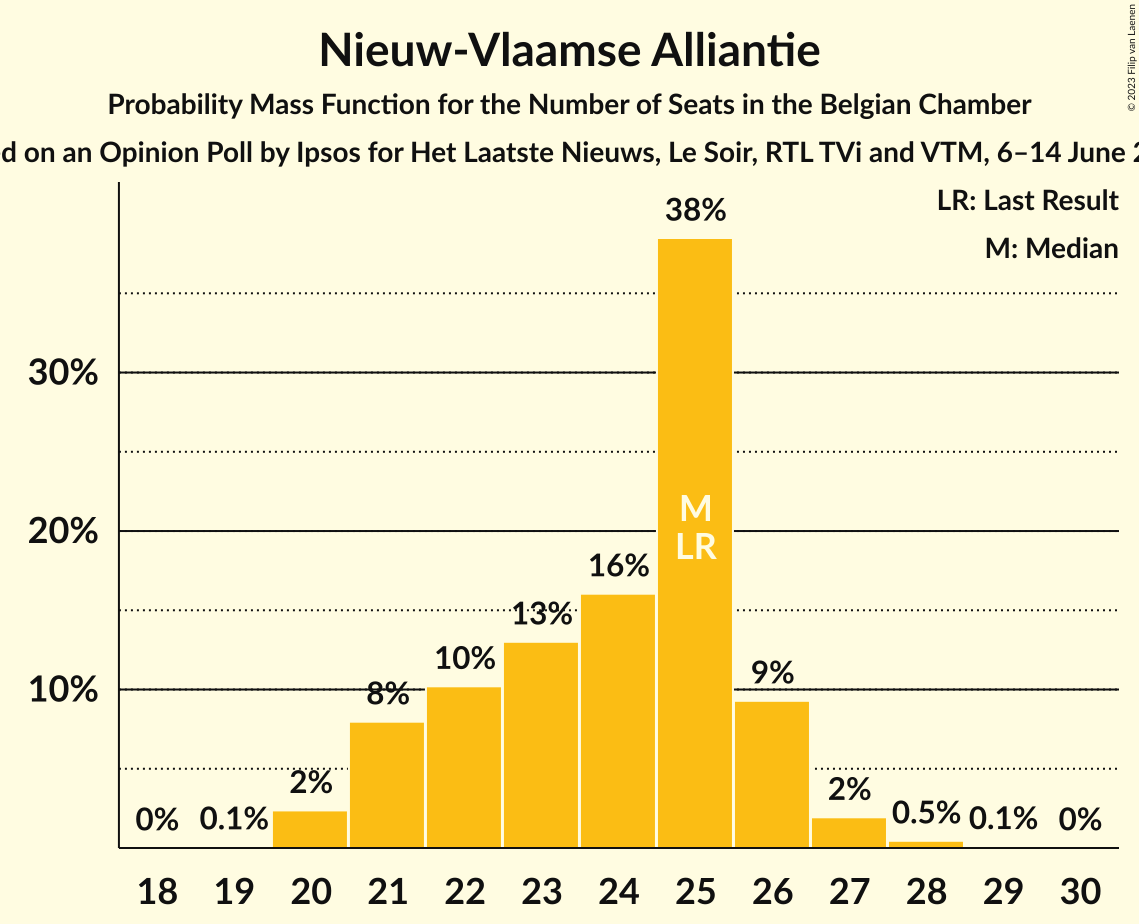 Nieuw-Vlaamse Alliantie
Probability Mass Function for the Number of Seats in the Belgian Chamber
on an Opinion Poll by Ipsos for Het Laatste Nieuws, Le Soir, RTL TVi and VTM, 6–14 June
© 2023 Filip van Laenen
LR: Last Result
M: Median
38%
30%
20%
10%
M
LR
16%
13%
10%
9%
8%
2%
2%
0%
0.1%
0.5%
0.1%
0%
18 19 20 21 22 23 24 25 26 27 28 29 30